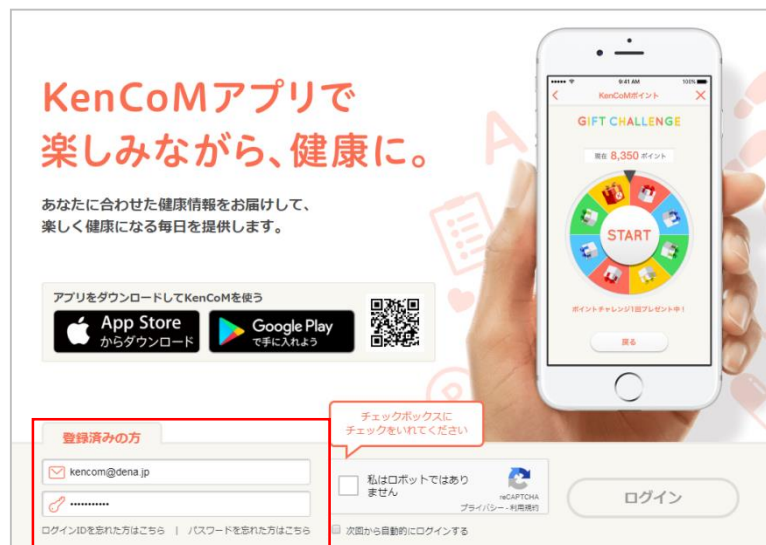 KenCoMアプリで
楽しみながら、健康に。
あなたに合わせた健康情報をお届けして、
楽しく健康になる毎日を提供します。
アプリをダウンロードしてKenCoMを使う
App Store
からダウンロード
Google Play
で手に入れよう
9:41 AM
100%
KenCoMポイント
GIFT CHALLENGE
現在 8,350 ポイント
START
ポイントチャレンジ1回プレゼント中！
戻る
チェックボックスに
チェックをいれてください
登録済みの方
kencom@dena.jp
••••••••••
ログインIDを忘れた方はこちら | パスワードを忘れた方はこちら
私はロボットではあり
ません
reCAPTCHA
プライバシー - 利用規約
次回から自動的にログインする
ログイン